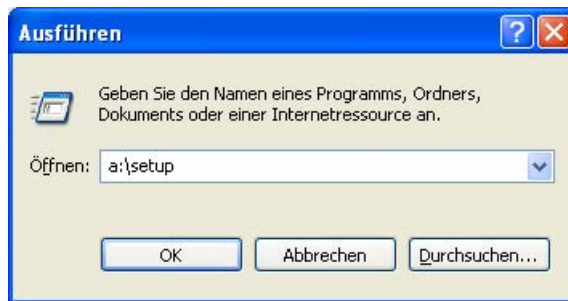 Ausführen
Geben Sie den Namen eines Programms, Ordners,
Dokuments oder einer Internetressource an.
Öffnen: a:\setup
OK Abbrechen Durchsuchen...